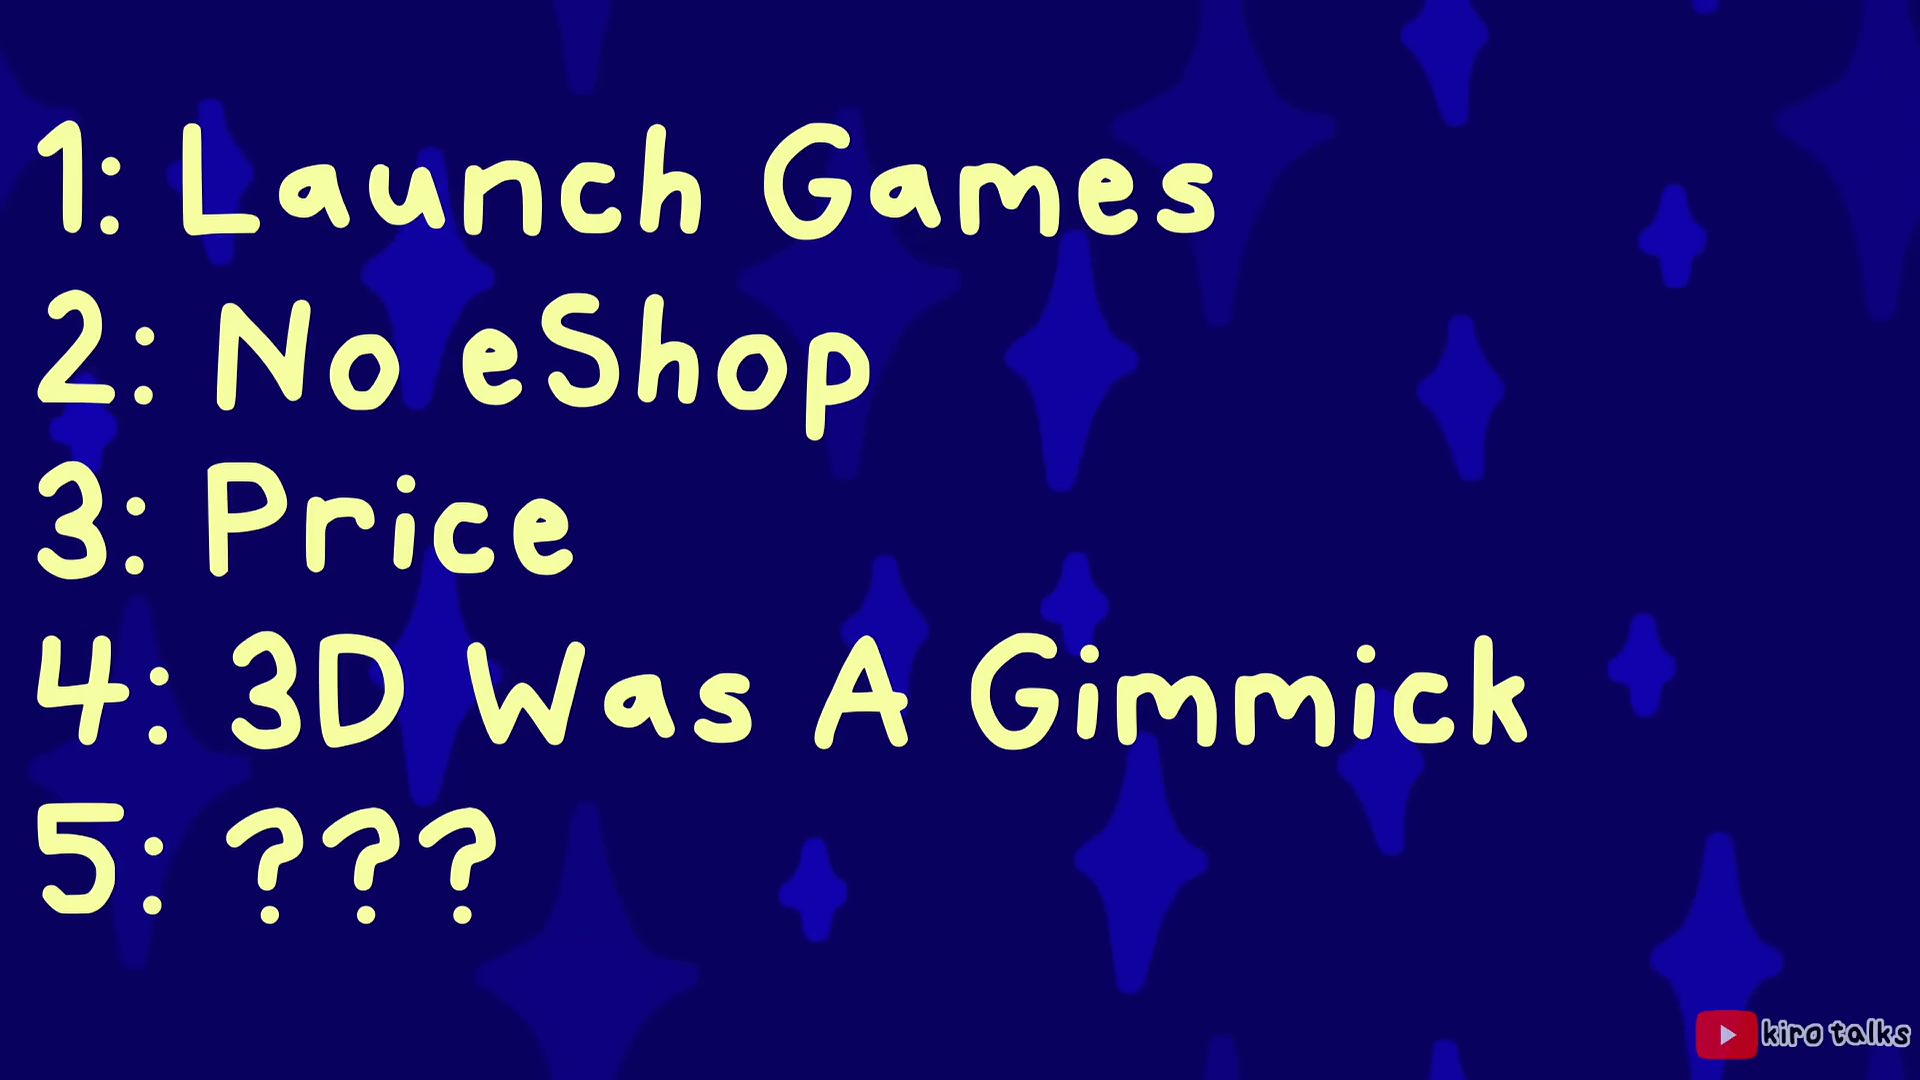 1: Launch Games
2: No eShop
3: Price
4: 3D Was A Gimmick
5: ???
kiro talks